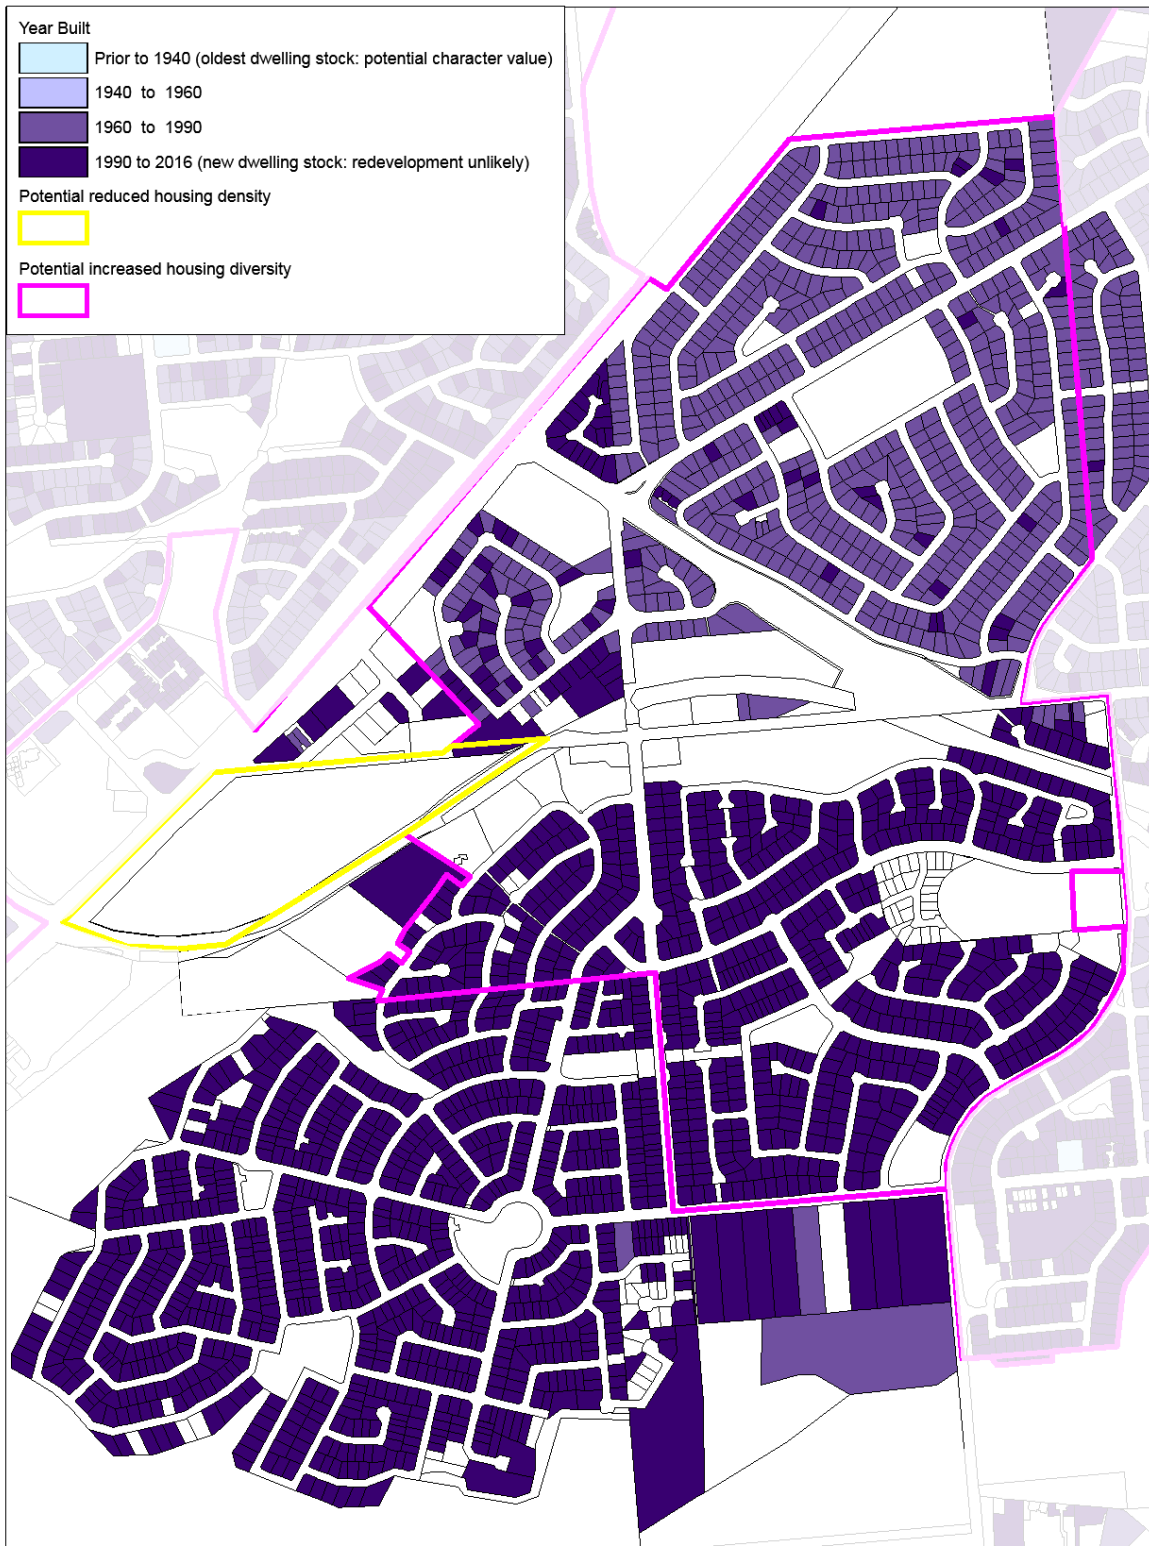 Year Built
Prior to 1940 (oldest dwelling stock: potential character value)
1940 to 1960
1960 to 1990
1990 to 2016 (new dwelling stock: redevelopment unlikely)
Potential reduced housing density
Potential increased housing diversity